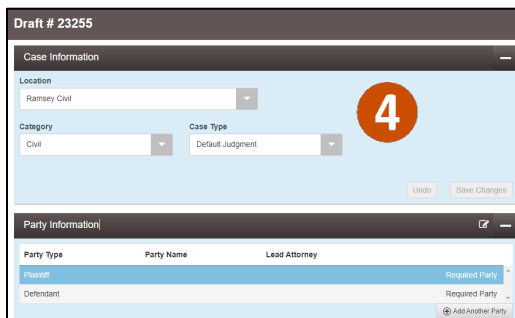 Draft # 23255
Case Information
Location
Ramsey Civil
4
Category Case Type
Civil Default Judgment
Undo Save Changes
Party Information
Party Type Party Name Lead Attorney
Plaintiff Required Party
Defendant Required Party
Add Another Party